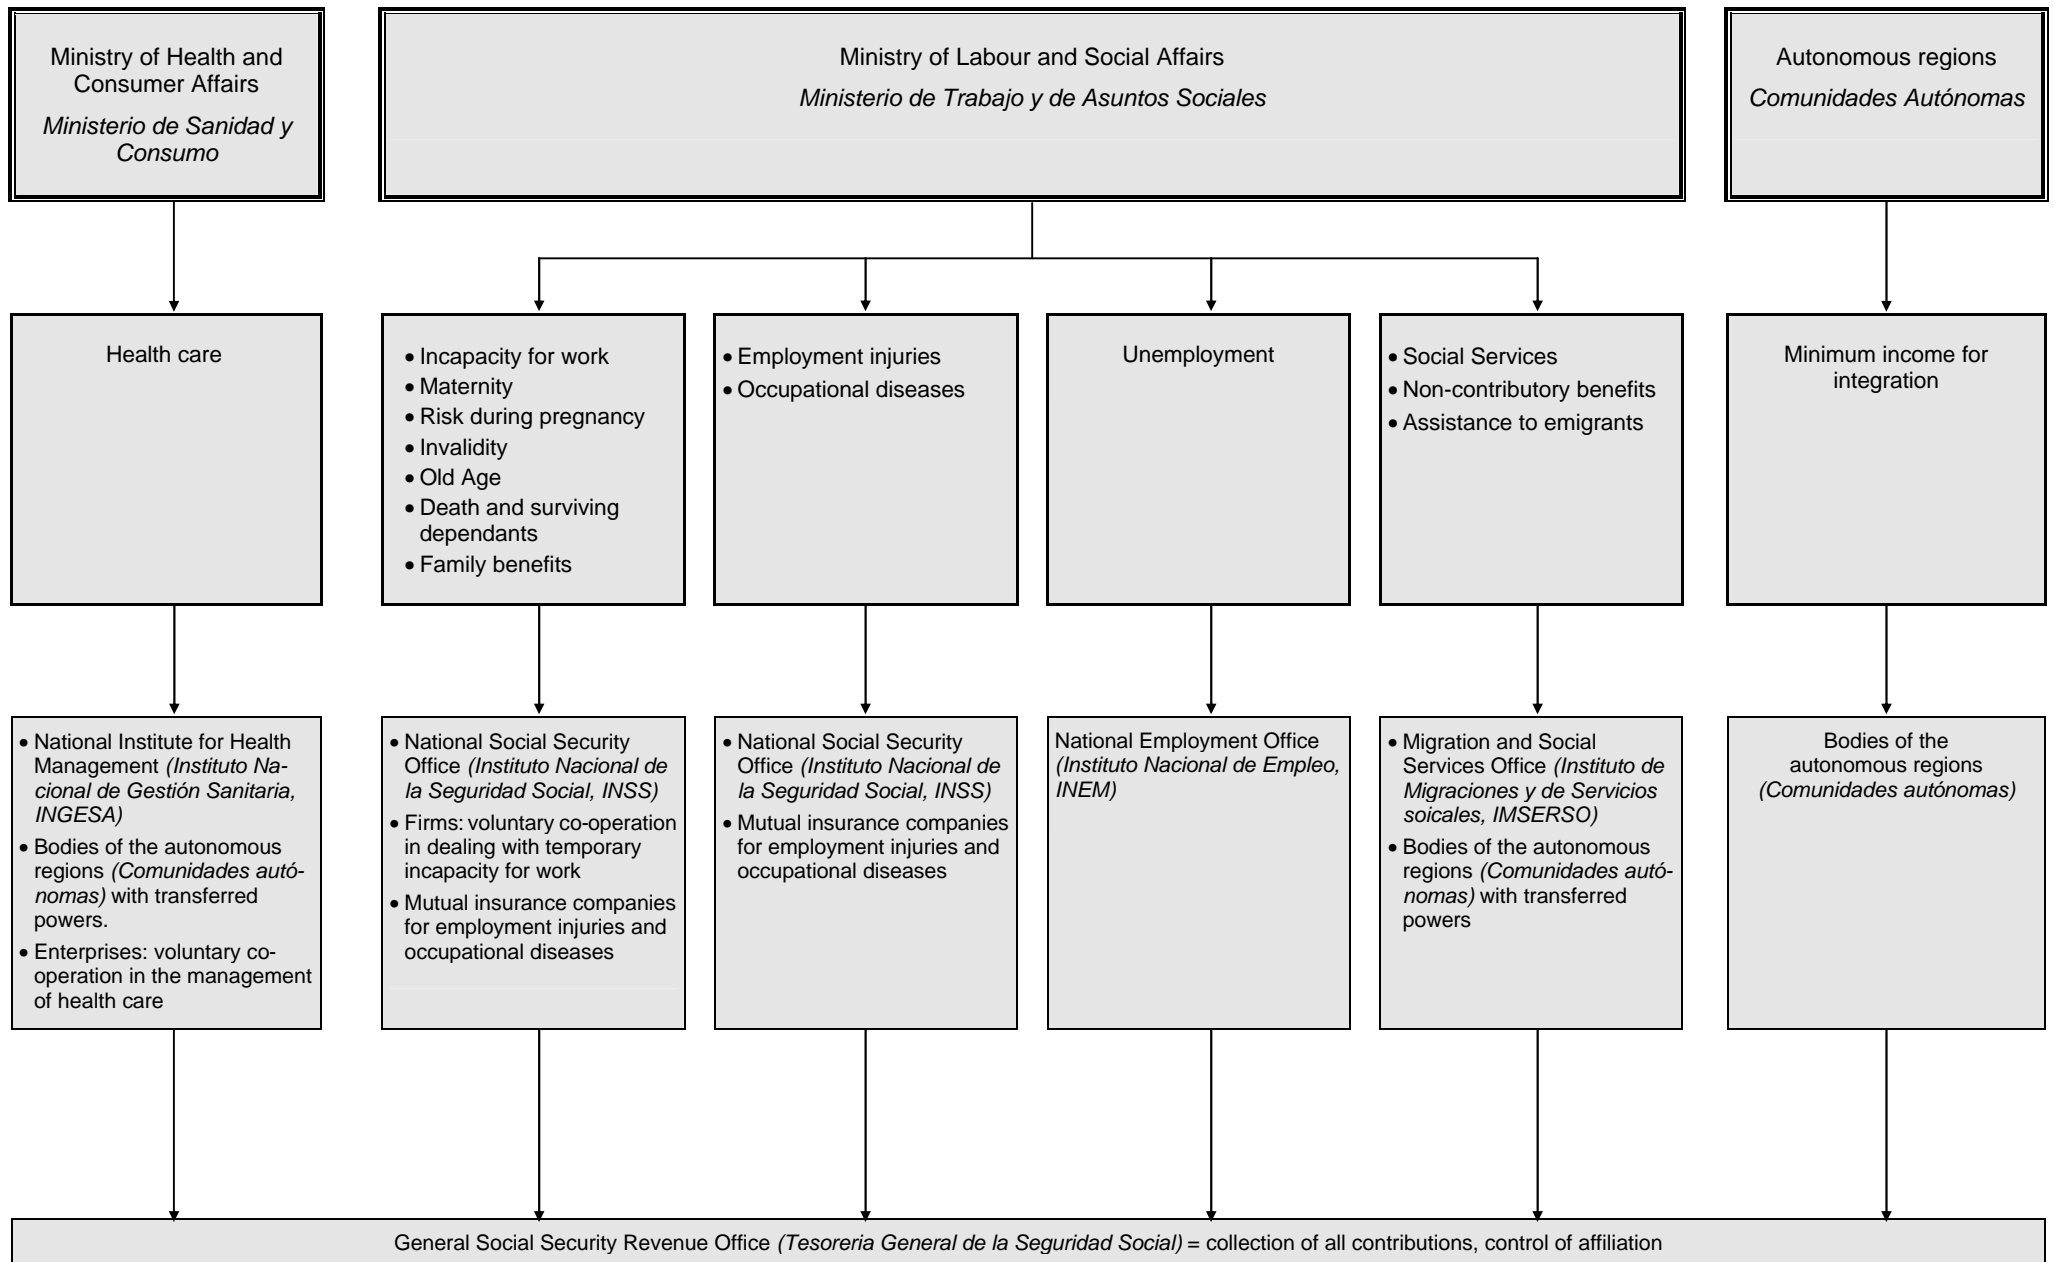 Ministry of Health and
Consumer Affairs
Ministerio de Sanidad y
Consumo
Ministry of Labour and Social Affairs
Ministerio de Trabajo y de Asuntos Sociales
Autonomous regions
Comunidades Autónomas
Health care
• Incapacity for work
• Maternity
• Risk during pregnancy
• Invalidity
• Old Age
• Death and surviving
dependants
• Family benefits
• Employment injuries
• Occupational diseases
Unemployment
• Social Services
• Non-contributory benefits
• Assistance to emigrants
Minimum income for
integration
• National Institute for Health
Management (Instituto Na-
cional de Gestión Sanitaria,
INGESA)
• Bodies of the autonomous
regions (Comunidades autó-
nomas) with transferred
powers.
• Enterprises: voluntary co-
operation in the management
of health care
• National Social Security
Office (Instituto Nacional de
la Seguridad Social, INSS)
• Firms: voluntary co-operation
in dealing with temporary
incapacity for work
• Mutual insurance companies
for employment injuries and
occupational diseases
• National Social Security
Office (Instituto Nacional de
la Seguridad Social, INSS)
• Mutual insurance companies
for employment injuries and
occupational diseases
National Employment Office
(Instituto Nacional de Empleo,
INEM)
• Migration and Social
Services Office (Instituto de
Migraciones y de Servicios
soicales, IMSERSO)
• Bodies of the autonomous
regions (Comunidades autó-
nomas) with transferred
powers
Bodies of the
autonomous regions
(Comunidades autónomas)
General Social Security Revenue Office (Tesoreria General de la Seguridad Social) = collection of all contributions, control of affiliation